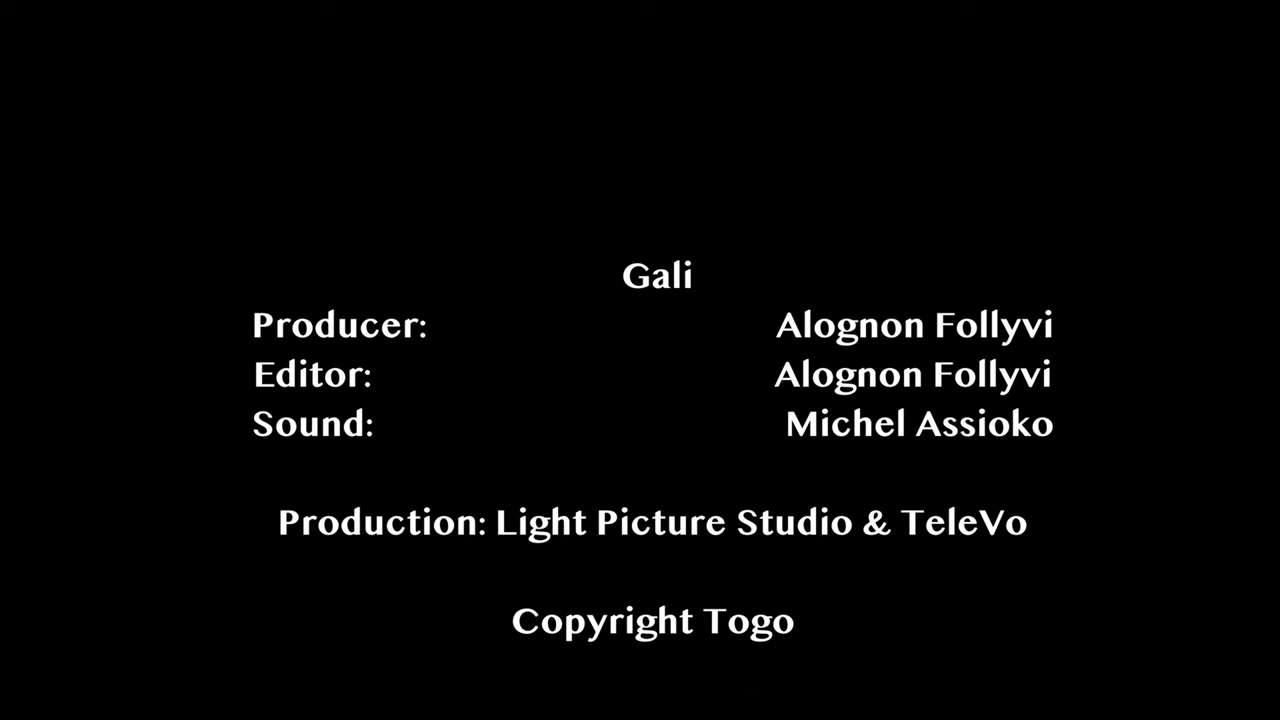 Gali
Producer: Alognon Follyvi
Editor: Alognon Follyvi
Sound: Michel Assioko
Production: Light Picture Studio & TeleVo
Copyright Togo